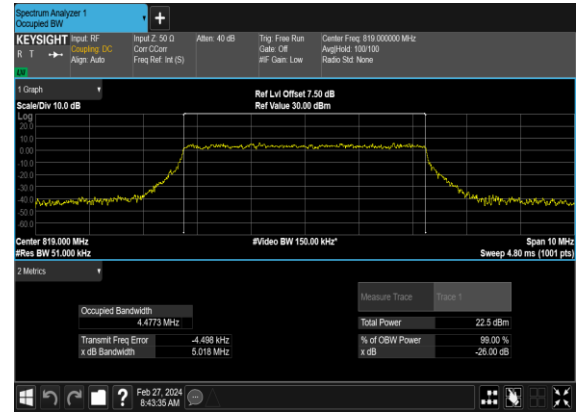 Spectrum Analyzer 1
Occupied BW
+
KEYSIGHT Input: RF Input Z: 50 Ω Atten: 40 dB Trig: Free Run Center Freq: 819.000000 MHz
R T Coupling: DC Corr CCorr Gate: Off Avg|Hold: 100/100
Align: Auto Freq Ref: Int (S) #IF Gain: Low Radio Std: None
1 Graph
Ref Lvl Offset 7.50 dB
Scale/Div 10.0 dB Ref Value 30.00 dBm
Log
20.0
10.0
0.00
-10.0
-20.0
-30.0
-40.0
-50.0
-60.0
Center 819.000 MHz #Video BW 150.00 kHz* Span 10 MHz
#Res BW 51.000 kHz Sweep 4.80 ms (1001 pts)
2 Metrics
Measure Trace Trace 1
Occupied Bandwidth
4.4773 MHz Total Power 22.5 dBm
Transmit Freq Error -4.498 kHz % of OBW Power 99.00 %
x dB Bandwidth 5.018 MHz x dB -26.00 dB
? Feb 27, 2024
8:43:35 AM